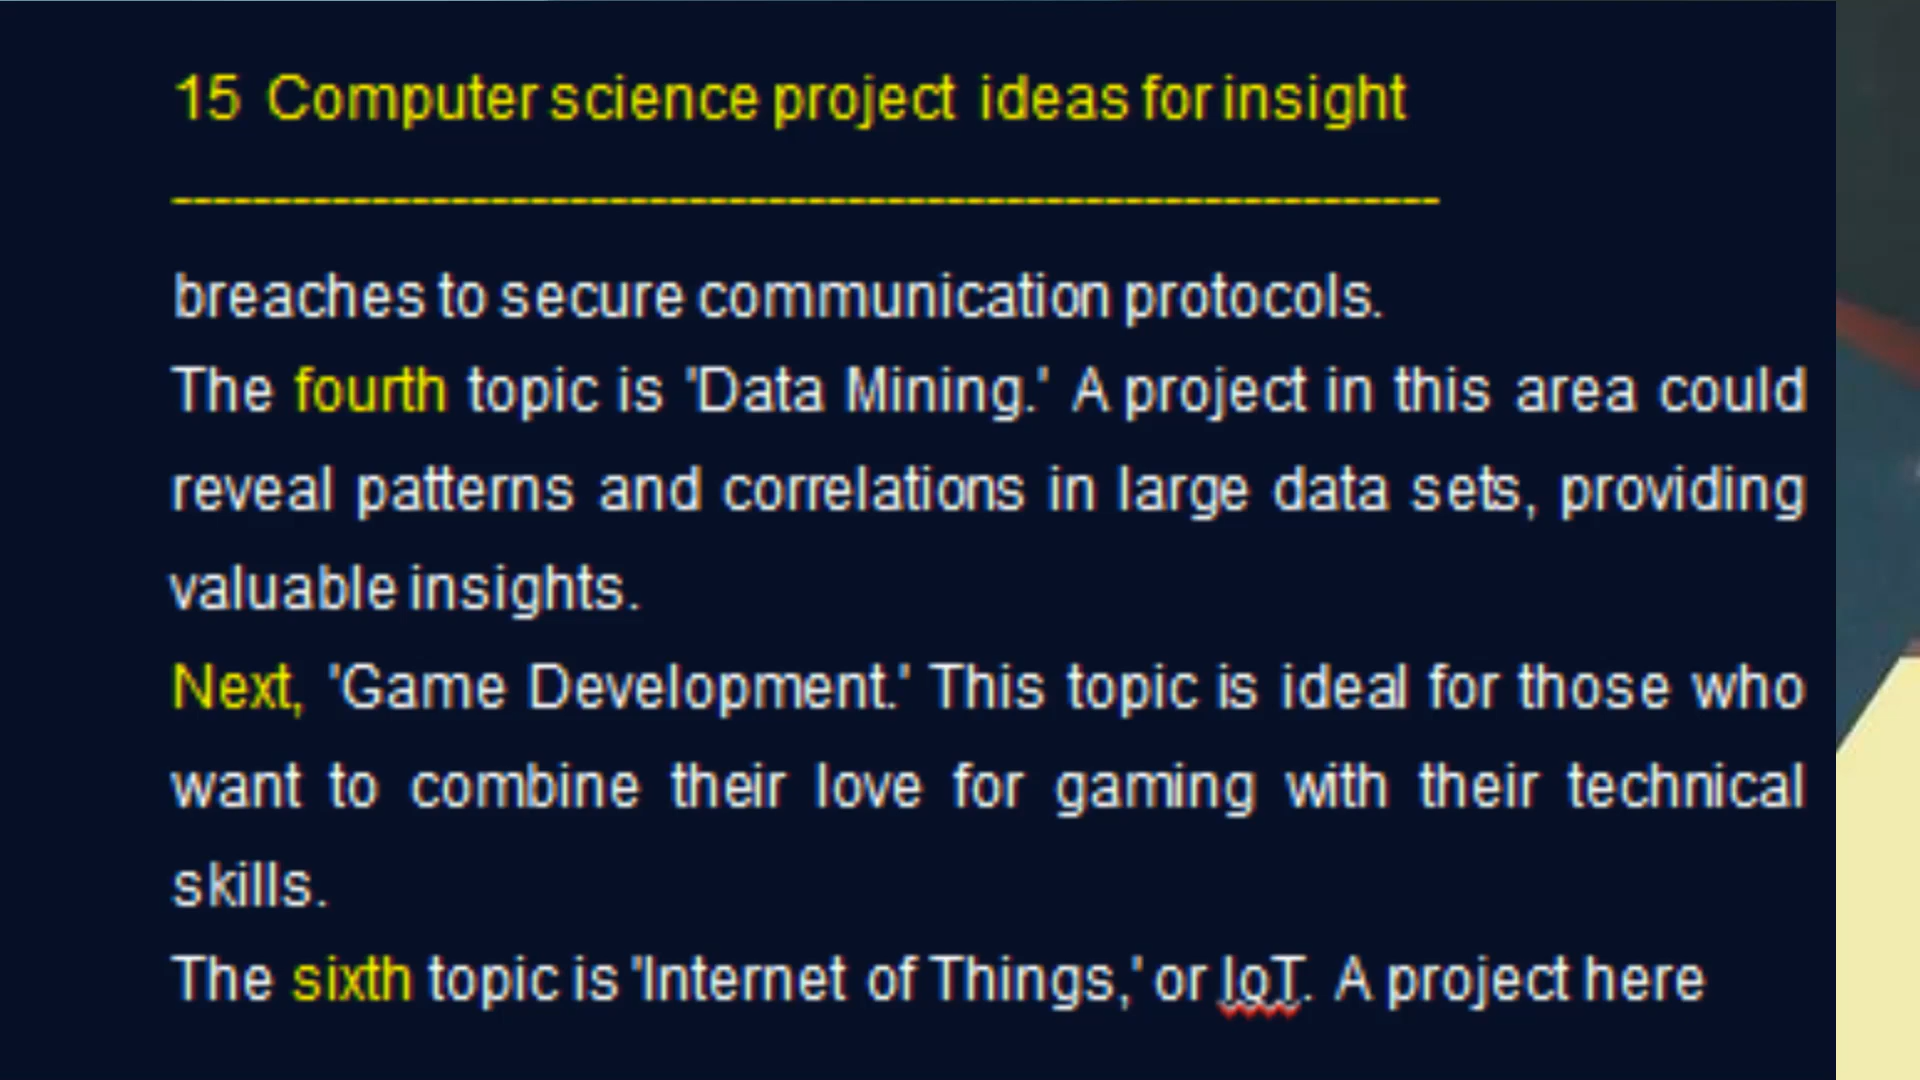 15 Computer science project ideas for insight
----------------------------------------------------------------
breaches to secure communication protocols.
The fourth topic is 'Data Mining.' A project in this area could
reveal patterns and correlations in large data sets, providing
valuable insights.
Next, 'Game Development.' This topic is ideal for those who
want to combine their love for gaming with their technical
skills.
The sixth topic is 'Internet of Things,' or IoT. A project here